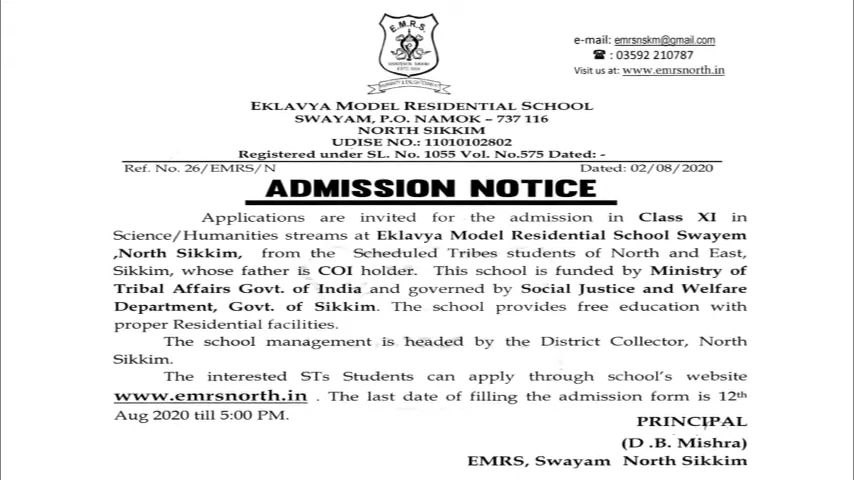 E.M.R.S.
e-mail: emrsnskm@gmail.com
☎ : 03592 210787
Visit us at: www.emrsnorth.in
EKLAVYA MODEL RESIDENTIAL SCHOOL
SWAYAM, P.O. NAMOK – 737 116
NORTH SIKKIM
UDISE NO.: 11010102802
Registered under SL. No. 1055 Vol. No.575 Dated: -
Ref. No. 26/EMRS/N Dated: 02/08/2020
ADMISSION NOTICE
Applications are invited for the admission in Class XI in
Science/Humanities streams at Eklavya Model Residential School Swayem
,North Sikkim, from the Scheduled Tribes students of North and East,
Sikkim, whose father is COI holder. This school is funded by Ministry of
Tribal Affairs Govt. of India and governed by Social Justice and Welfare
Department, Govt. of Sikkim. The school provides free education with
proper Residential facilities.
The school management is headed by the District Collector, North
Sikkim.
The interested STs Students can apply through school's website
www.emrsnorth.in . The last date of filling the admission form is 12th
Aug 2020 till 5:00 PM.
PRINCIPAL
(D .B. Mishra)
EMRS, Swayam North Sikkim